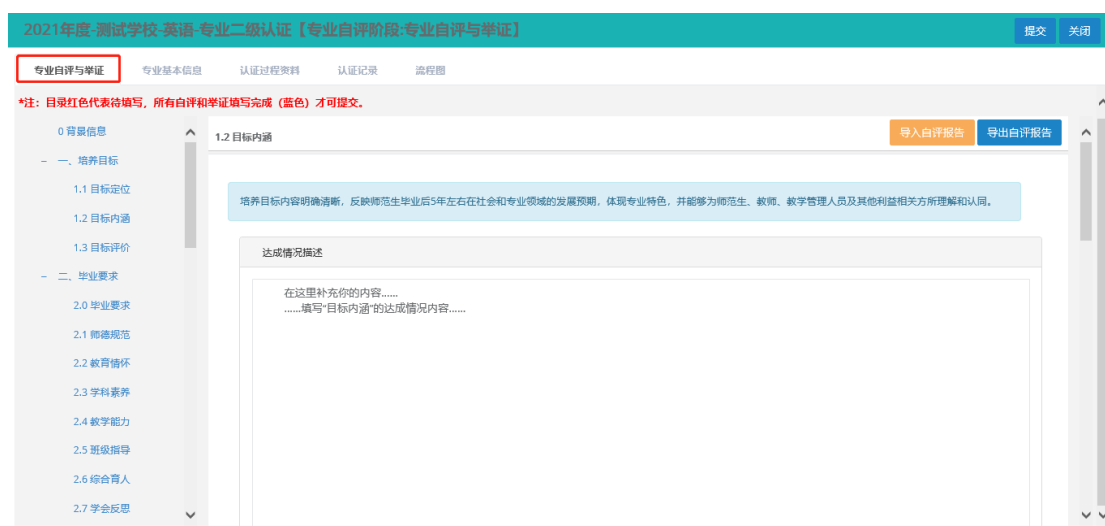 2021年度-测试学校-英语-专业二级认证【专业自评阶段:专业自评与举证】
提交 关闭
专业自评与举证 专业基本信息 认证过程资料 认证记录 流程图
*注：目录红色代表待填写，所有自评和举证填写完成（蓝色）才可提交。
0 背景信息
− 一、培养目标
1.1 目标定位
1.2 目标内涵
1.3 目标评价
− 二、毕业要求
2.0 毕业要求
2.1 师德规范
2.2 教育情怀
2.3 学科素养
2.4 教学能力
2.5 班级指导
2.6 综合育人
2.7 学会反思
1.2 目标内涵
导入自评报告 导出自评报告
培养目标内容明确清晰，反映师范生毕业后5年左右在社会和专业领域的发展预期，体现专业特色，并能够为师范生、教师、教学管理人员及其他利益相关方所理解和认同。
达成情况描述
在这里补充你的内容......
......填写“目标内涵”的达成情况内容......